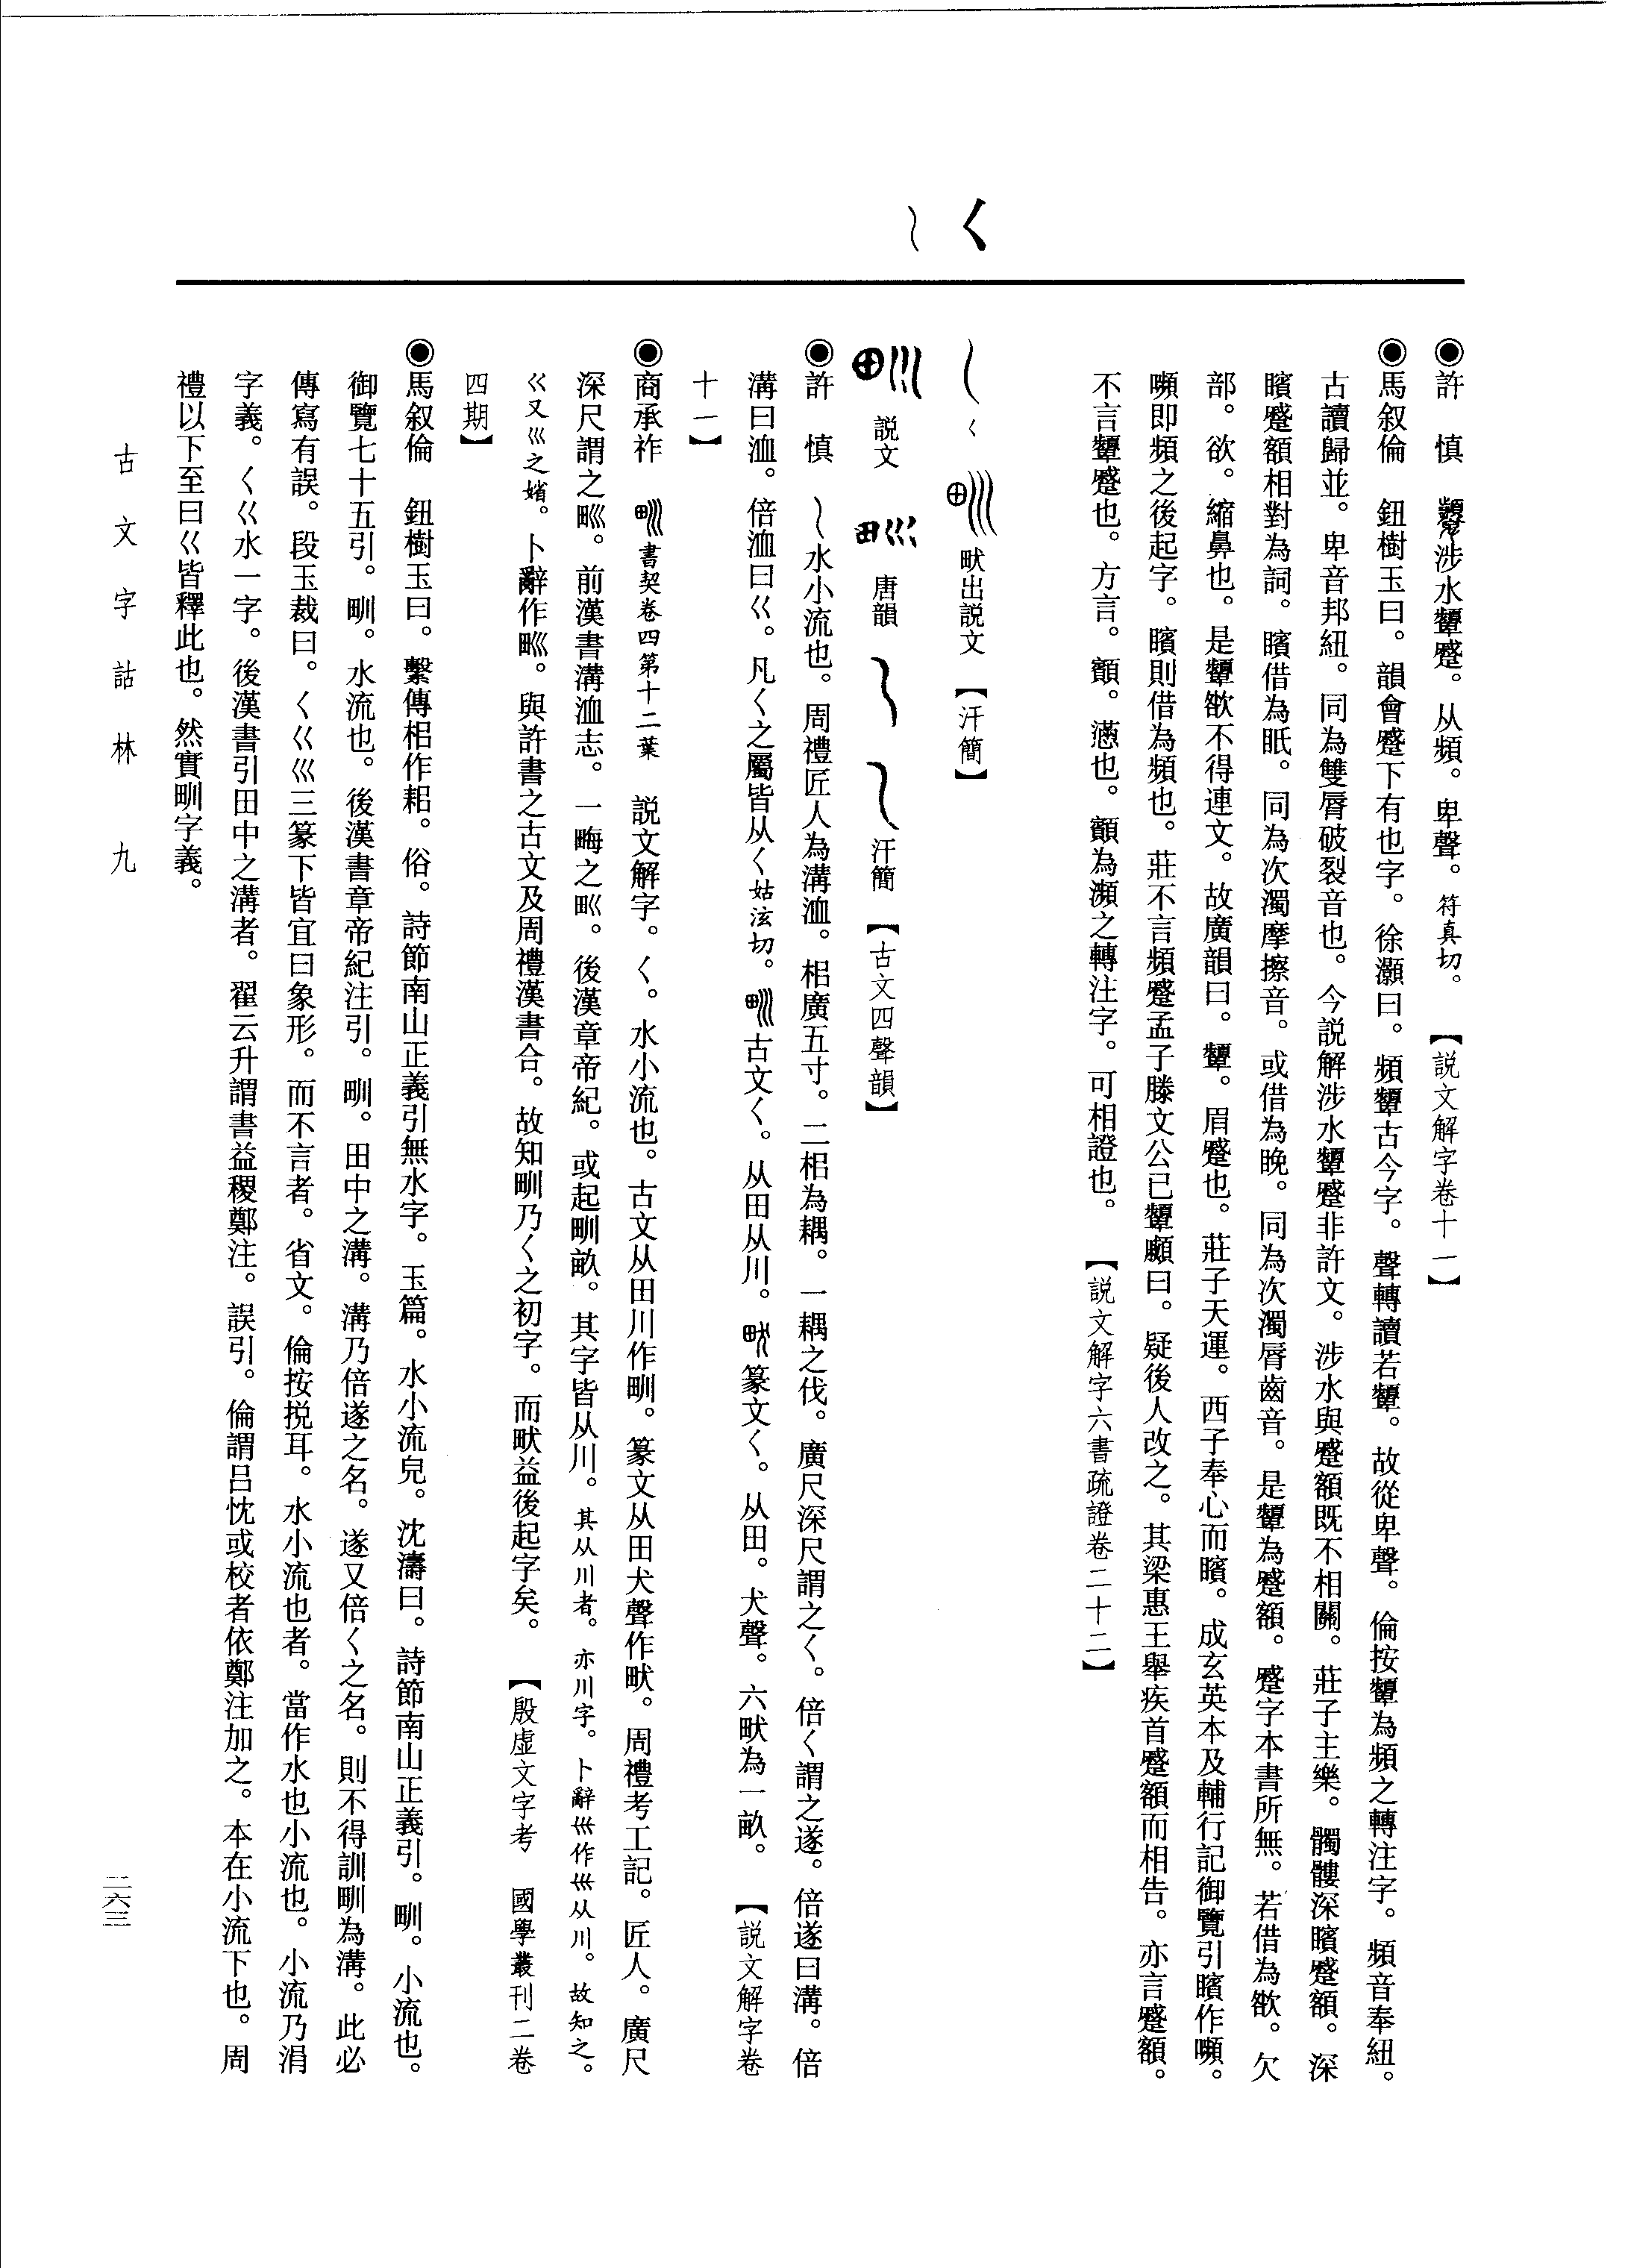 く
◉許　慎　涉水顰蹙。从頻。卑聲。符真切。【説文解字卷十一】
◉馬叙倫　鈕樹玉曰。韻會蹙下有也字。徐灝曰。頻顰古今字。聲轉讀若顰。故從卑聲。倫按顰為頻之轉注字。頻音奉紐。
古讀歸並。卑音邦紐。同為雙脣破裂音也。今説解涉水顰蹙非許文。涉水與蹙額既不相關。莊子主樂。髑髏深矉蹙額。深
矉蹙額相對為詞。矉借為眂。同為次濁摩擦音。或借為晚。同為次濁脣齒音。是顰為蹙額。蹙字本書所無。若借為欪。欠
部。欪。縮鼻也。是顰欪不得連文。故廣韻曰。顰。眉蹙也。莊子天運。西子奉心而矉。成玄英本及輔行記御覽引矉作嚬。
嚬即頻之後起字。矉則借為頻也。莊不言頻蹙孟子滕文公已顰顣曰。疑後人改之。其梁惠王舉疾首蹙額而相告。亦言蹙額。
不言顰蹙也。方言。顮。懣也。顮為瀕之轉注字。可相證也。【説文解字六書疏證卷二十二】
く　畎出説文【汗簡】
説文　唐韻　汗簡【古文四聲韻】
◉許　慎　水小流也。周禮匠人為溝洫。梠廣五寸。二梠為耦。一耦之伐。廣尺深尺謂之く。倍く謂之遂。倍遂曰溝。倍
溝曰洫。倍洫曰巜。凡く之屬皆从く姑泫切。古文く。从田从川。篆文く。从田。犬聲。六畎為一畝。【説文解字卷
十一】
◉商承祚　書契卷四第十二葉　説文解字。く。水小流也。古文从田川作甽。篆文从田犬聲作畎。周禮考工記。匠人。廣尺
深尺謂之甽。前漢書溝洫志。一畮之甽。後漢章帝紀。或起甽畝。其字皆从川。其从川者。亦川字。卜辭巛作巛从川。故知之。
巜又巛之媘。卜辭作甽。與許書之古文及周禮漢書合。故知甽乃く之初字。而畎益後起字矣。【殷虛文字考　國學叢刊二卷
四期】
◉馬叙倫　鈕樹玉曰。繫傳梠作耜。俗。詩節南山正義引無水字。玉篇。水小流皃。沈濤曰。詩節南山正義引。甽。小流也。
御覽七十五引。甽。水流也。後漢書章帝紀注引。甽。田中之溝。溝乃倍遂之名。遂又倍く之名。則不得訓甽為溝。此必
傳寫有誤。段玉裁曰。く巜巛三篆下皆宜曰象形。而不言者。省文。倫按挩耳。水小流也者。當作水也小流也。小流乃涓
字義。く巜水一字。後漢書引田中之溝者。翟云升謂書益稷鄭注。誤引。倫謂吕忱或校者依鄭注加之。本在小流下也。周
禮以下至曰巜皆釋此也。然實甽字義。
古文字詁林　九
二六三